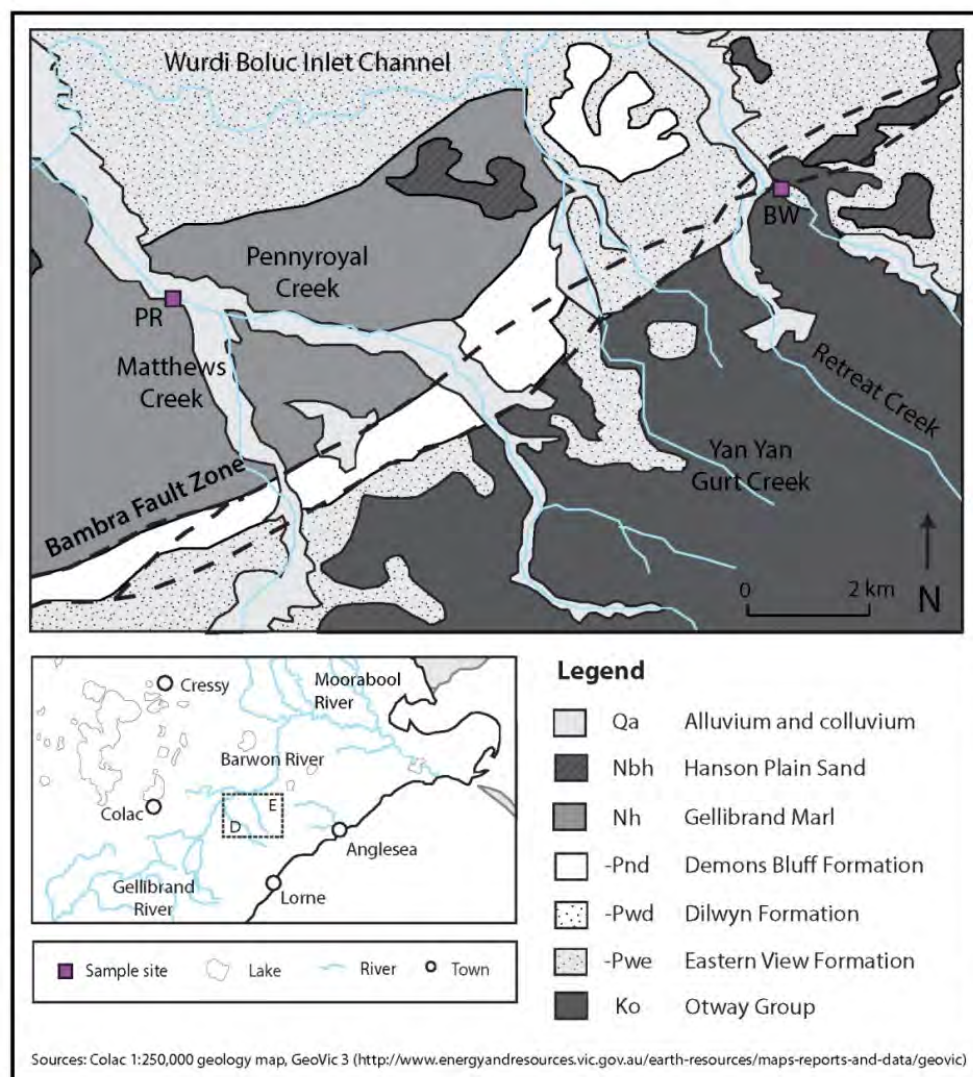 Wurdi Boluc Inlet Channel
BW
Pennyroyal
Creek
PR
Matthews
Creek
Retreat Creek
Yan Yan
Gurt Creek
Bambra Fault Zone
0 2 km
N
Cressy
Moorabool
River
Barwon River
Colac
E
D
Anglesea
Gellibrand
River
Lorne
Sample site
Lake
River
Town
Legend
Qa Alluvium and colluvium
Nbh Hanson Plain Sand
Nh Gellibrand Marl
-Pnd Demons Bluff Formation
-Pwd Dilwyn Formation
-Pwe Eastern View Formation
Ko Otway Group
Sources: Colac 1:250,000 geology map, GeoVic 3 (http://www.energyandresources.vic.gov.au/earth-resources/maps-reports-and-data/geovic)